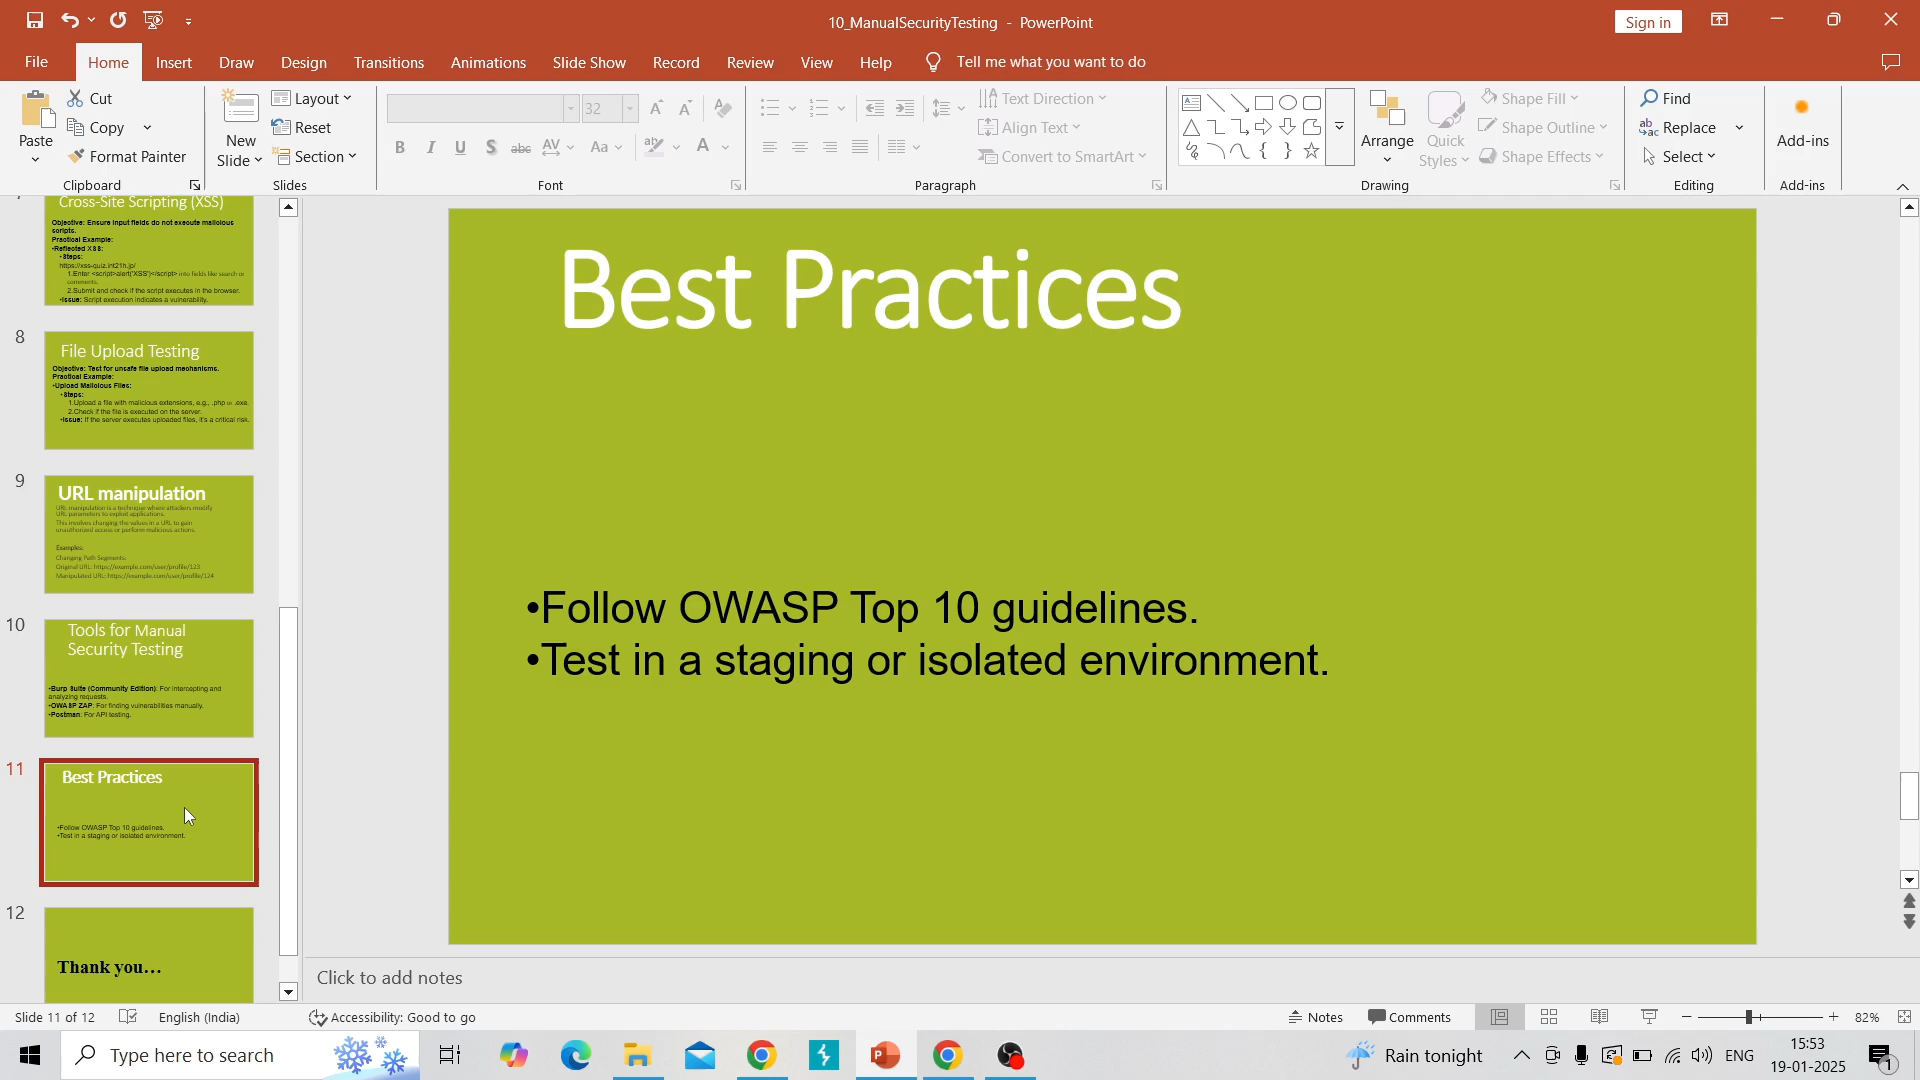 10_ManualSecurityTesting - PowerPoint
Sign in
File
Home
Insert
Draw
Design
Transitions
Animations
Slide Show
Record
Review
View
Help
Tell me what you want to do
Paste
Cut
Copy
Format Painter
Clipboard
New
Slide
Layout
Reset
Section
Slides
32
B I U S abc AV Aa ab A
Font
Text Direction
Align Text
Convert to SmartArt
Paragraph
Arrange
Quick
Styles
Shape Fill
Shape Outline
Shape Effects
Drawing
Find
Replace
Select
Editing
Add-ins
Add-ins
Cross-Site Scripting (XSS)
Objective: Ensure input fields do not execute malicious
scripts.
Practical Example:
•Reflected XSS:
•Steps:
https://xss-quiz.int21h.jp/
1.Enter <script>alert('XSS')</script> into fields like search or
comments.
2.Submit and check if the script executes in the browser.
•Issue: Script execution indicates a vulnerability.
8
File Upload Testing
Objective: Test for unsafe file upload mechanisms.
Practical Example:
•Upload Malicious Files:
•Steps:
1.Upload a file with malicious extensions, e.g., .php or .exe.
2.Check if the file is executed on the server.
•Issue: If the server executes uploaded files, it's a critical risk.
9
URL manipulation
URL manipulation is a technique where attackers modify
URL parameters to exploit applications.
This involves changing the values in a URL to gain
unauthorized access or perform malicious actions.
Examples:
Changing Path Segments:
Original URL: https://example.com/user/profile/123
Manipulated URL: https://example.com/user/profile/124
10
Tools for Manual
Security Testing
•Burp Suite (Community Edition): For intercepting and
analyzing requests.
•OWASP ZAP: For finding vulnerabilities manually.
•Postman: For API testing.
11
Best Practices
•Follow OWASP Top 10 guidelines.
•Test in a staging or isolated environment.
12
Thank you…
Best Practices
•Follow OWASP Top 10 guidelines.
•Test in a staging or isolated environment.
Click to add notes
Slide 11 of 12
English (India)
Accessibility: Good to go
Notes
Comments
82%
Type here to search
Rain tonight
ENG
15:53
19-01-2025
1